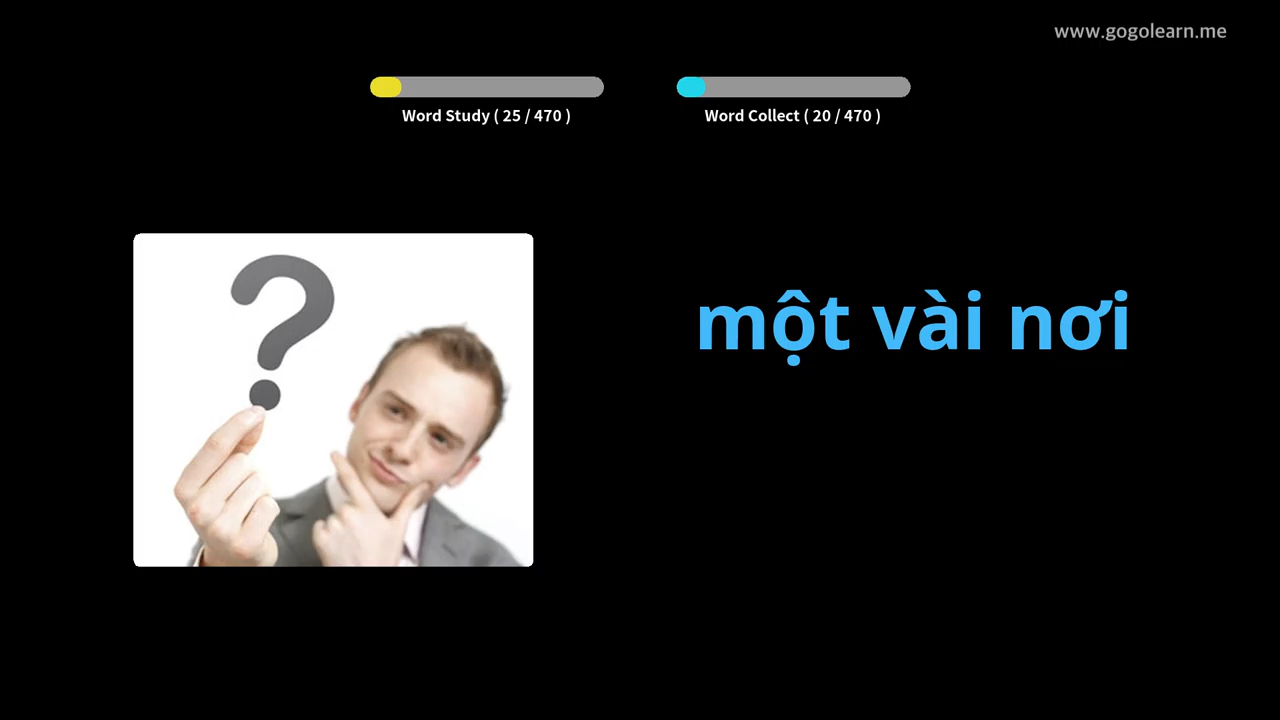 www.gogolearn.me
Word Study ( 25 / 470 )
Word Collect ( 20 / 470 )
?
một vài nơi